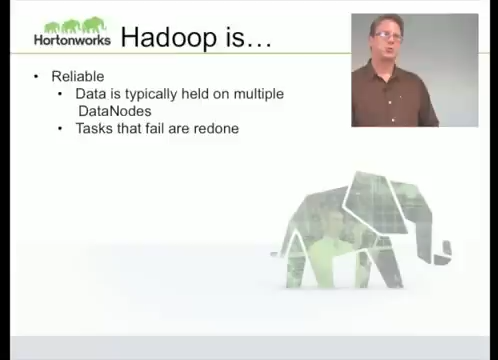 Hortonworks
Hadoop is…
• Reliable
• Data is typically held on multiple
DataNodes
• Tasks that fail are redone